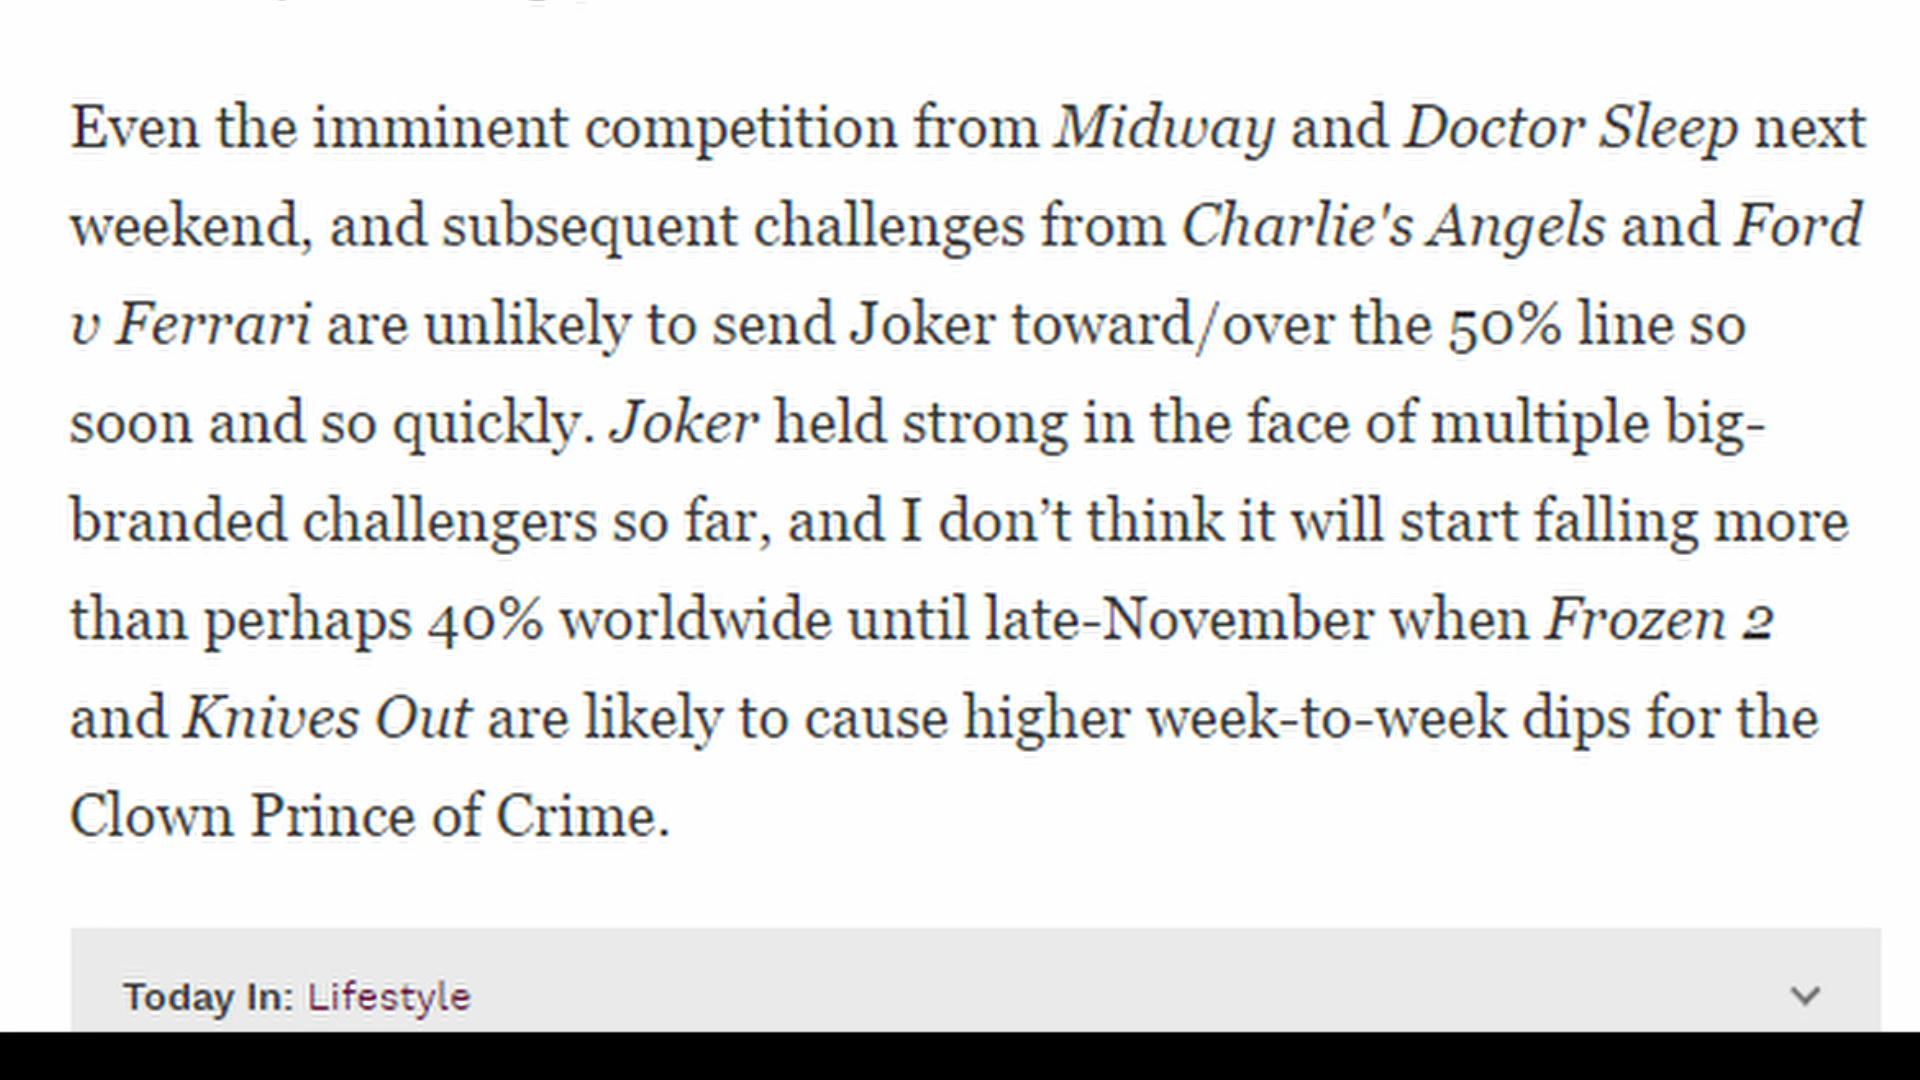 Even the imminent competition from Midway and Doctor Sleep next
weekend, and subsequent challenges from Charlie's Angels and Ford
v Ferrari are unlikely to send Joker toward/over the 50% line so
soon and so quickly. Joker held strong in the face of multiple big-
branded challengers so far, and I don’t think it will start falling more
than perhaps 40% worldwide until late-November when Frozen 2
and Knives Out are likely to cause higher week-to-week dips for the
Clown Prince of Crime.
Today In: Lifestyle